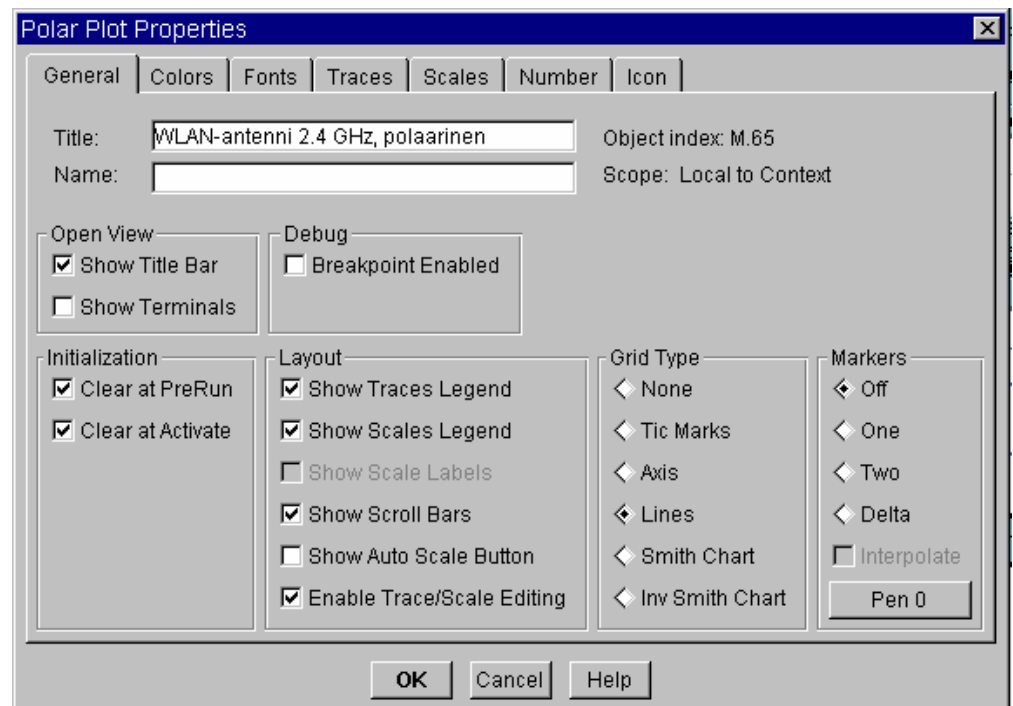 Polar Plot Properties
General Colors Fonts Traces Scales Number Icon
Title: WLAN-antenni 2.4 GHz, polaarinen Object index: M.65
Name: Scope: Local to Context
Open View Debug
Show Title Bar Breakpoint Enabled
Show Terminals
Initialization Layout Grid Type Markers
Clear at PreRun Show Traces Legend None Off
Clear at Activate Show Scales Legend Tic Marks One
Show Scale Labels Axis Two
Show Scroll Bars Lines Delta
Show Auto Scale Button Smith Chart Interpolate
Enable Trace/Scale Editing Inv Smith Chart Pen 0
OK Cancel Help